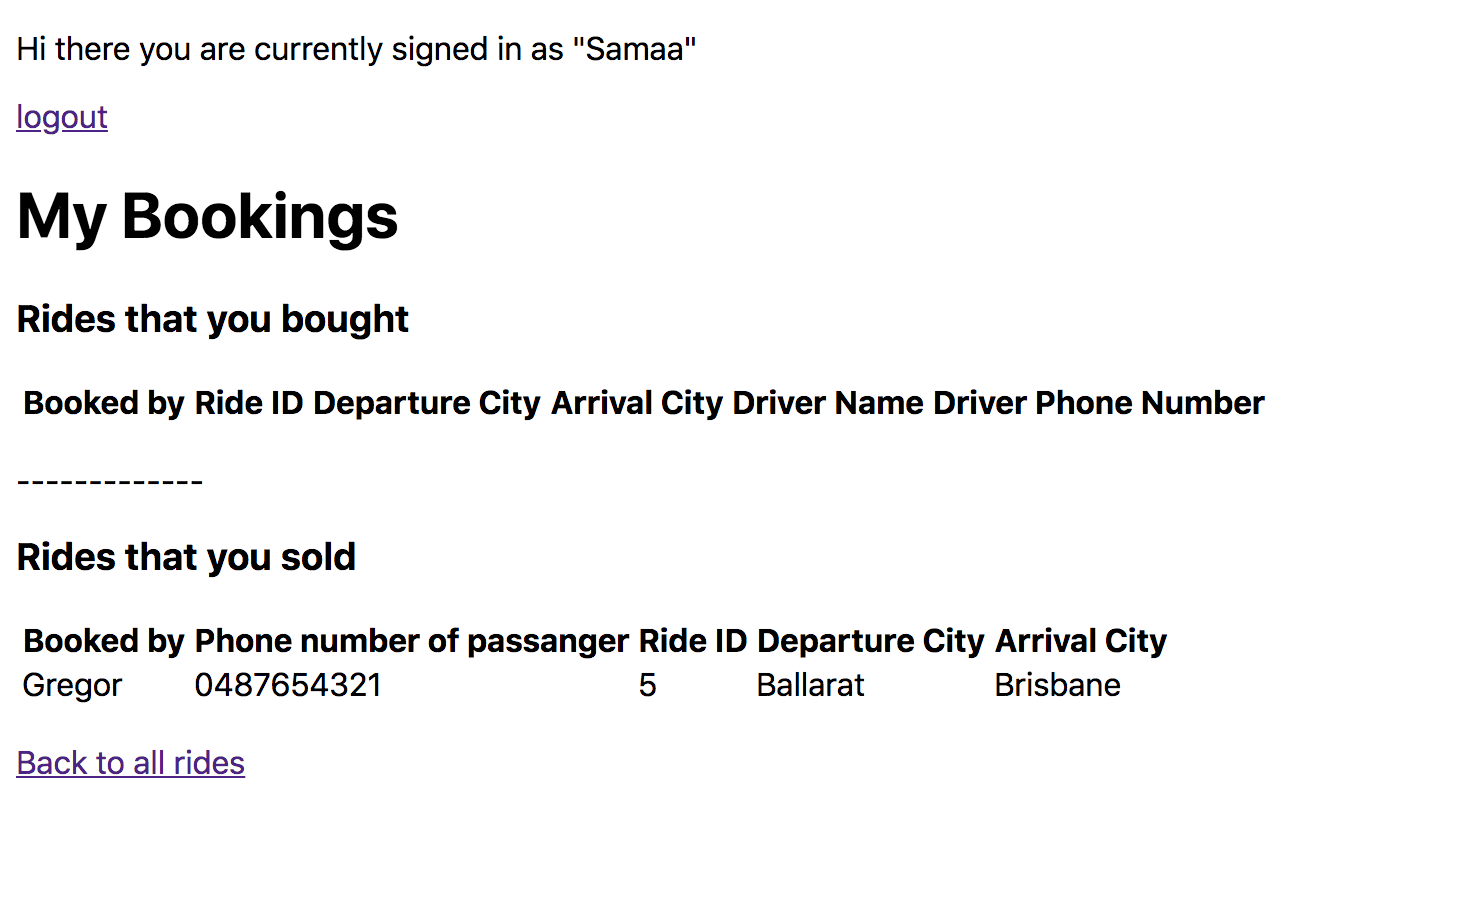 Hi there you are currently signed in as "Samaa"
logout
My Bookings
Rides that you bought
Booked by Ride ID Departure City Arrival City Driver Name Driver Phone Number
-------------
Rides that you sold
Booked by Phone number of passanger Ride ID Departure City Arrival City
Gregor 0487654321 5 Ballarat Brisbane
Back to all rides